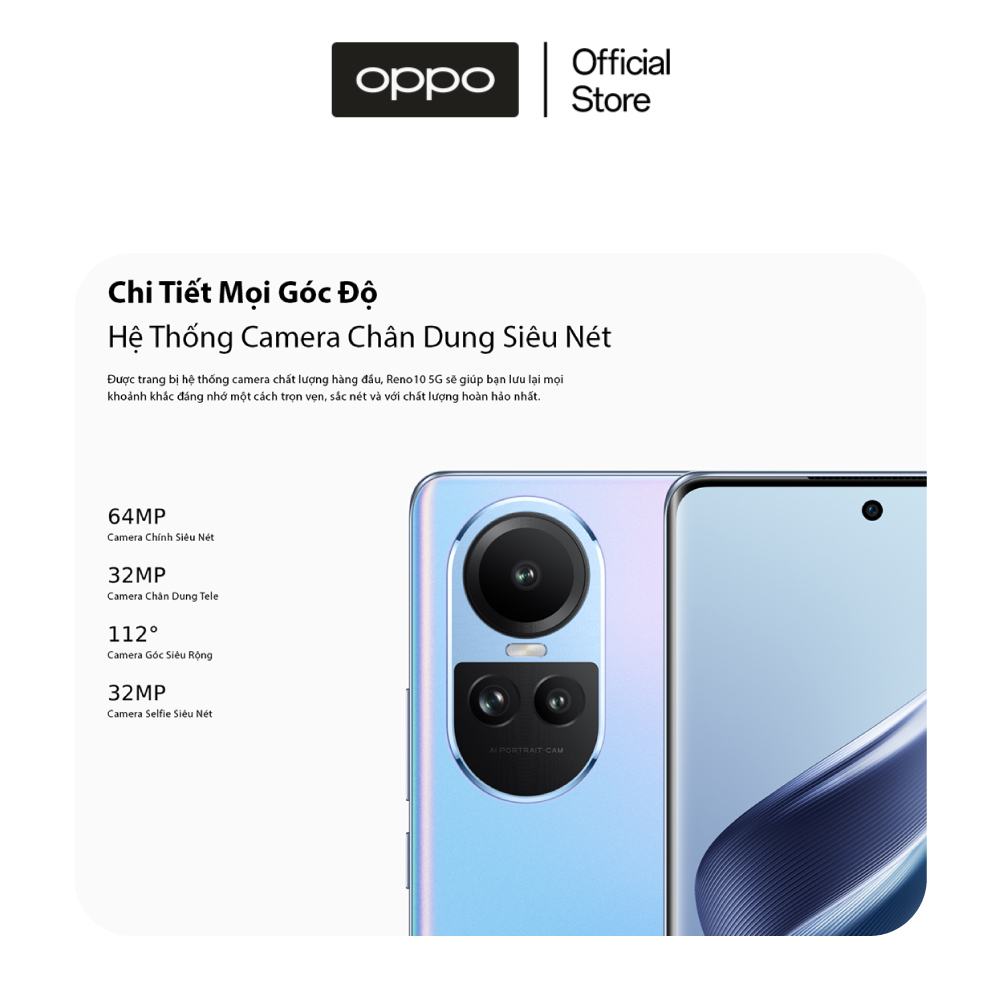 oppo
Official
Store
Chi Tiết Mọi Góc Độ
Hệ Thống Camera Chân Dung Siêu Nét
Được trang bị hệ thống camera chất lượng hàng đầu, Reno10 5G sẽ giúp bạn lưu lại mọi
khoảnh khắc đáng nhớ một cách trọn vẹn, sắc nét và với chất lượng hoàn hảo nhất.
64MP
Camera Chính Siêu Nét
32MP
Camera Chân Dung Tele
112°
Camera Góc Siêu Rộng
32MP
Camera Selfie Siêu Nét
AI PORTRAIT-CAM